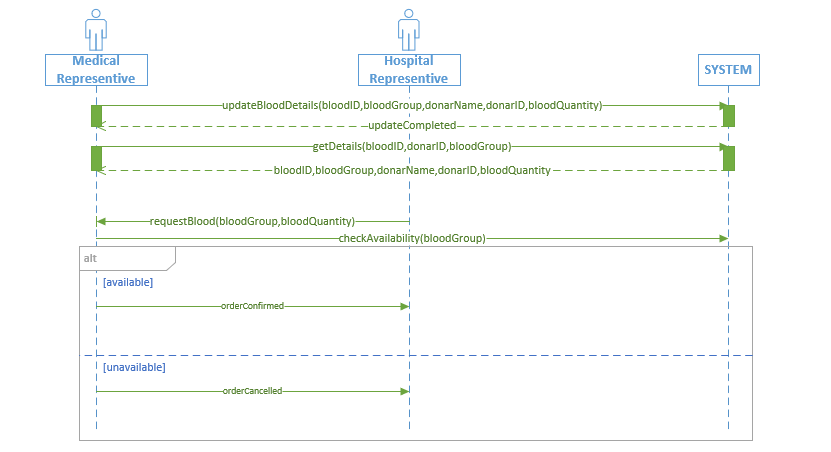 Medical
Representive
Hospital
Representive
SYSTEM
updateBloodDetails(bloodID,bloodGroup,donarName,donarID,bloodQuantity)
updateCompleted
getDetails(bloodID,donarID,bloodGroup)
bloodID,bloodGroup,donarName,donarID,bloodQuantity
requestBlood(bloodGroup,bloodQuantity)
checkAvailability(bloodGroup)
alt
[available]
orderConfirmed
[unavailable]
orderCancelled